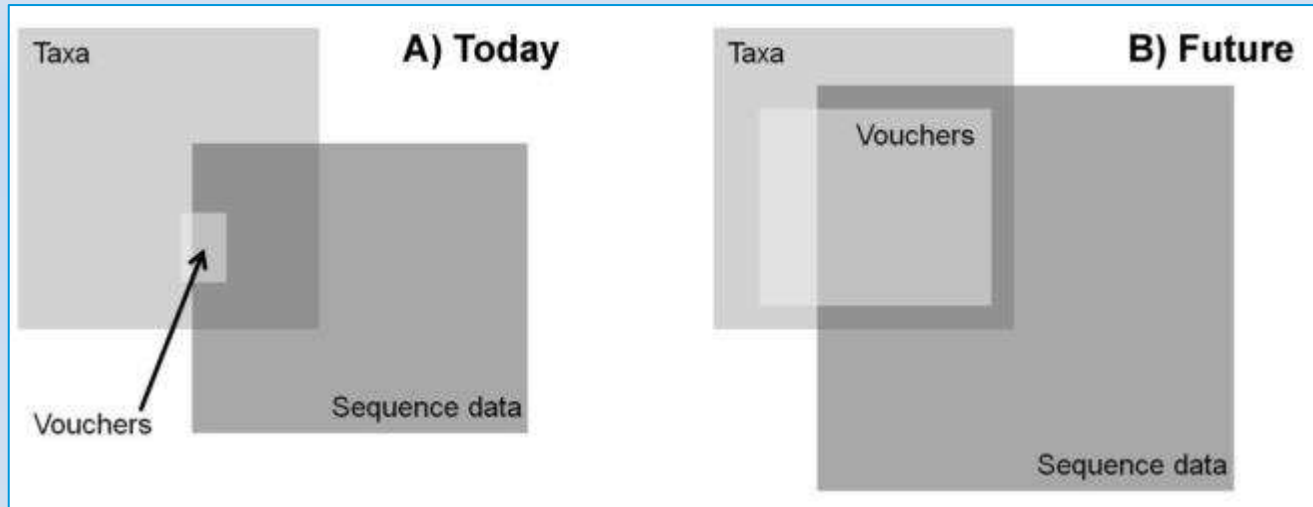 Taxa
A) Today
Vouchers
Sequence data
Taxa
B) Future
Vouchers
Sequence data